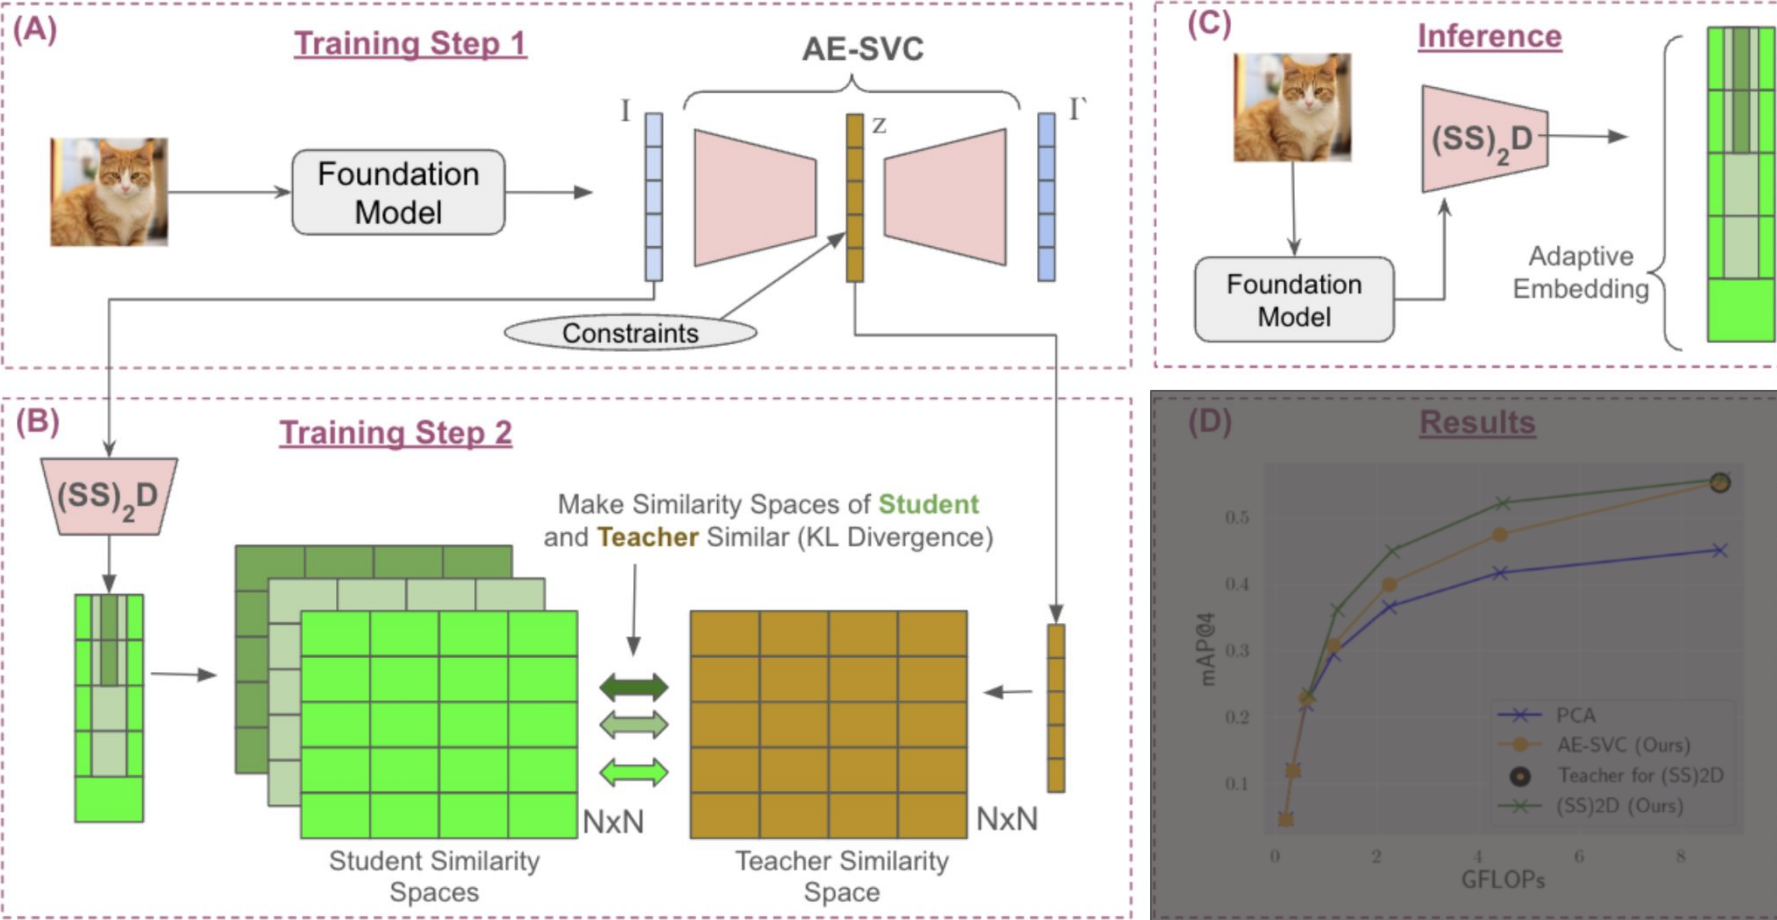 (A)
Training Step 1
AE-SVC
I
z
I`
Foundation
Model
Constraints
(B)
Training Step 2
(SS)2D
Make Similarity Spaces of Student
and Teacher Similar (KL Divergence)
NxN
NxN
Student Similarity
Spaces
Teacher Similarity
Space
(C)
Inference
(SS)2D
Foundation
Model
Adaptive
Embedding
(D)
Results
mAP@4
0.5
0.4
0.3
0.2
0.1
PCA
AE-SVC (Ours)
Teacher for (SS)2D
(SS)2D (Ours)
0 2 4 6 8
GFLOPs